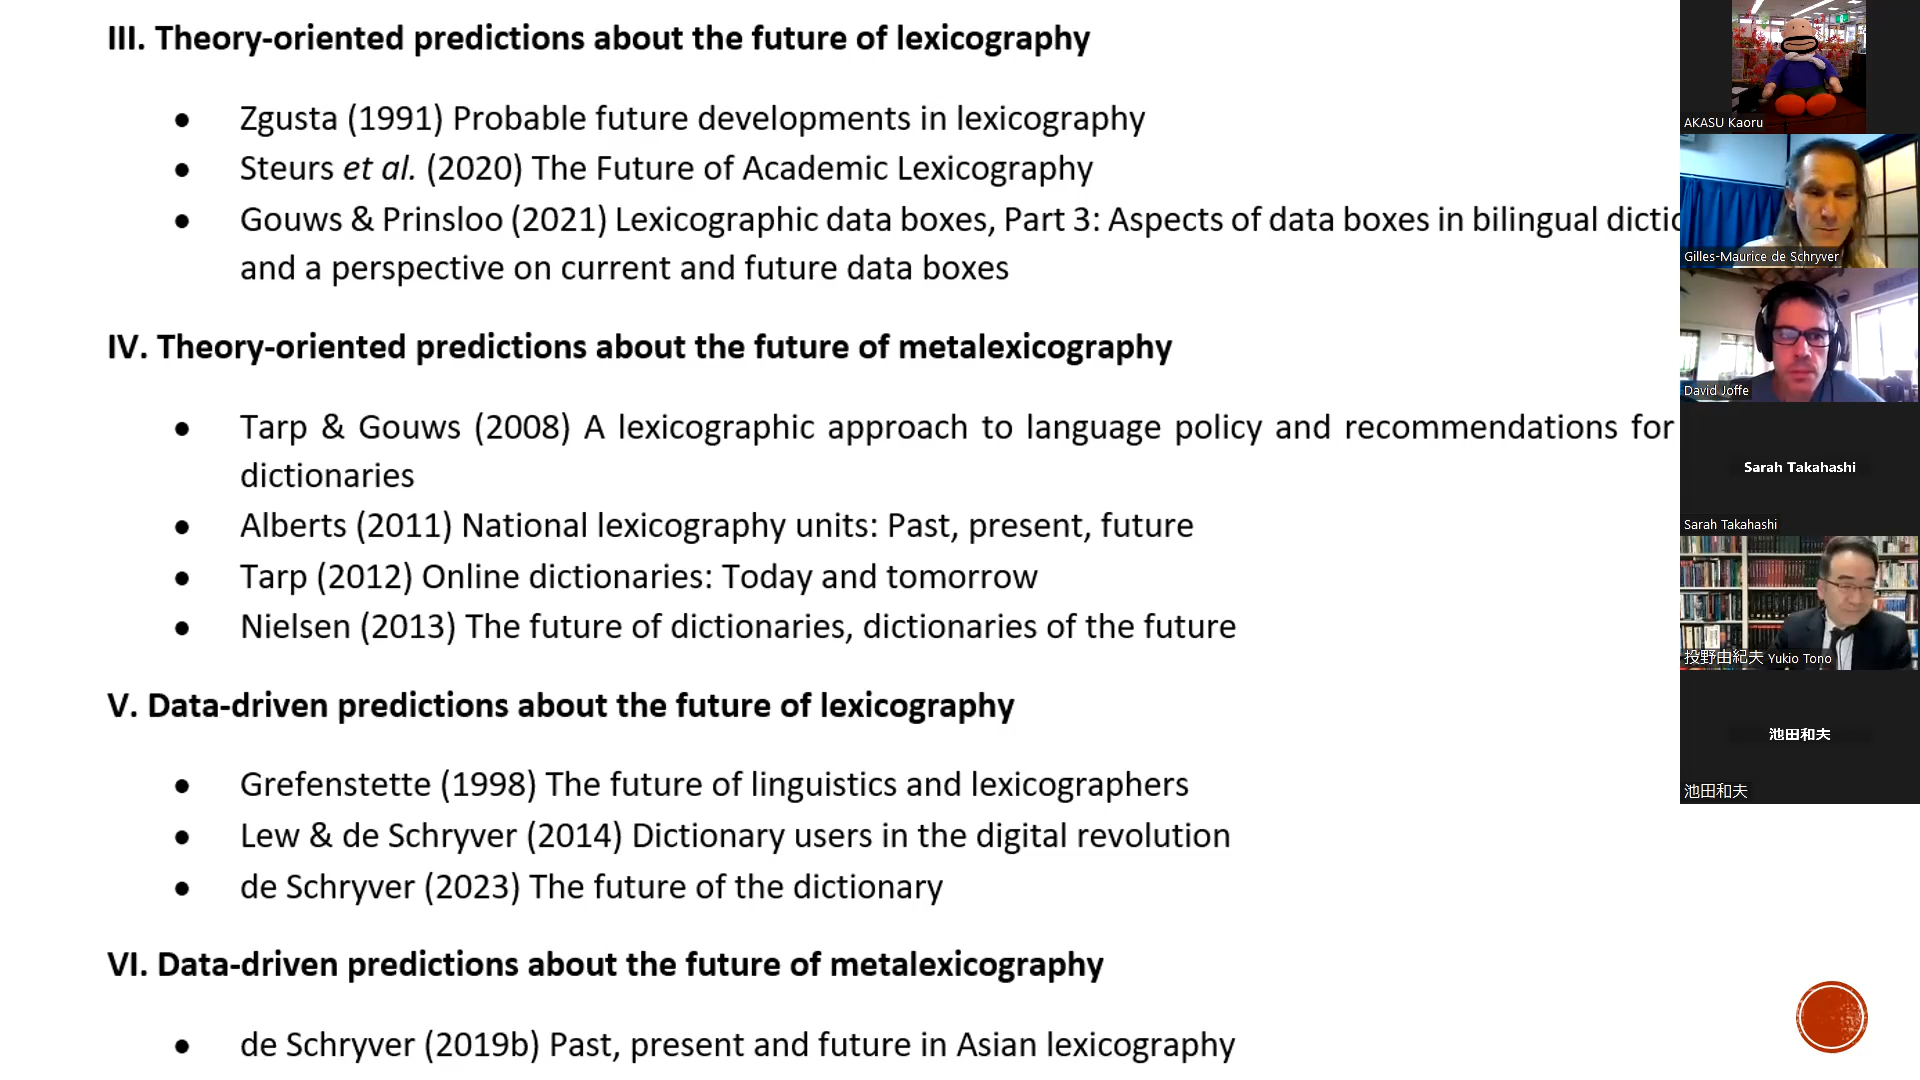 III. Theory-oriented predictions about the future of lexicography
• Zgusta (1991) Probable future developments in lexicography
• Steurs et al. (2020) The Future of Academic Lexicography
• Gouws & Prinsloo (2021) Lexicographic data boxes, Part 3: Aspects of data boxes in bilingual dictio
and a perspective on current and future data boxes
IV. Theory-oriented predictions about the future of metalexicography
• Tarp & Gouws (2008) A lexicographic approach to language policy and recommendations for
dictionaries
• Alberts (2011) National lexicography units: Past, present, future
• Tarp (2012) Online dictionaries: Today and tomorrow
• Nielsen (2013) The future of dictionaries, dictionaries of the future
V. Data-driven predictions about the future of lexicography
• Grefenstette (1998) The future of linguistics and lexicographers
• Lew & de Schryver (2014) Dictionary users in the digital revolution
• de Schryver (2023) The future of the dictionary
VI. Data-driven predictions about the future of metalexicography
• de Schryver (2019b) Past, present and future in Asian lexicography
AKASU Kaoru
Gilles-Maurice de Schryver
David Joffe
Sarah Takahashi
Sarah Takahashi
投野由紀夫 Yukio Tono
池田和夫
池田和夫